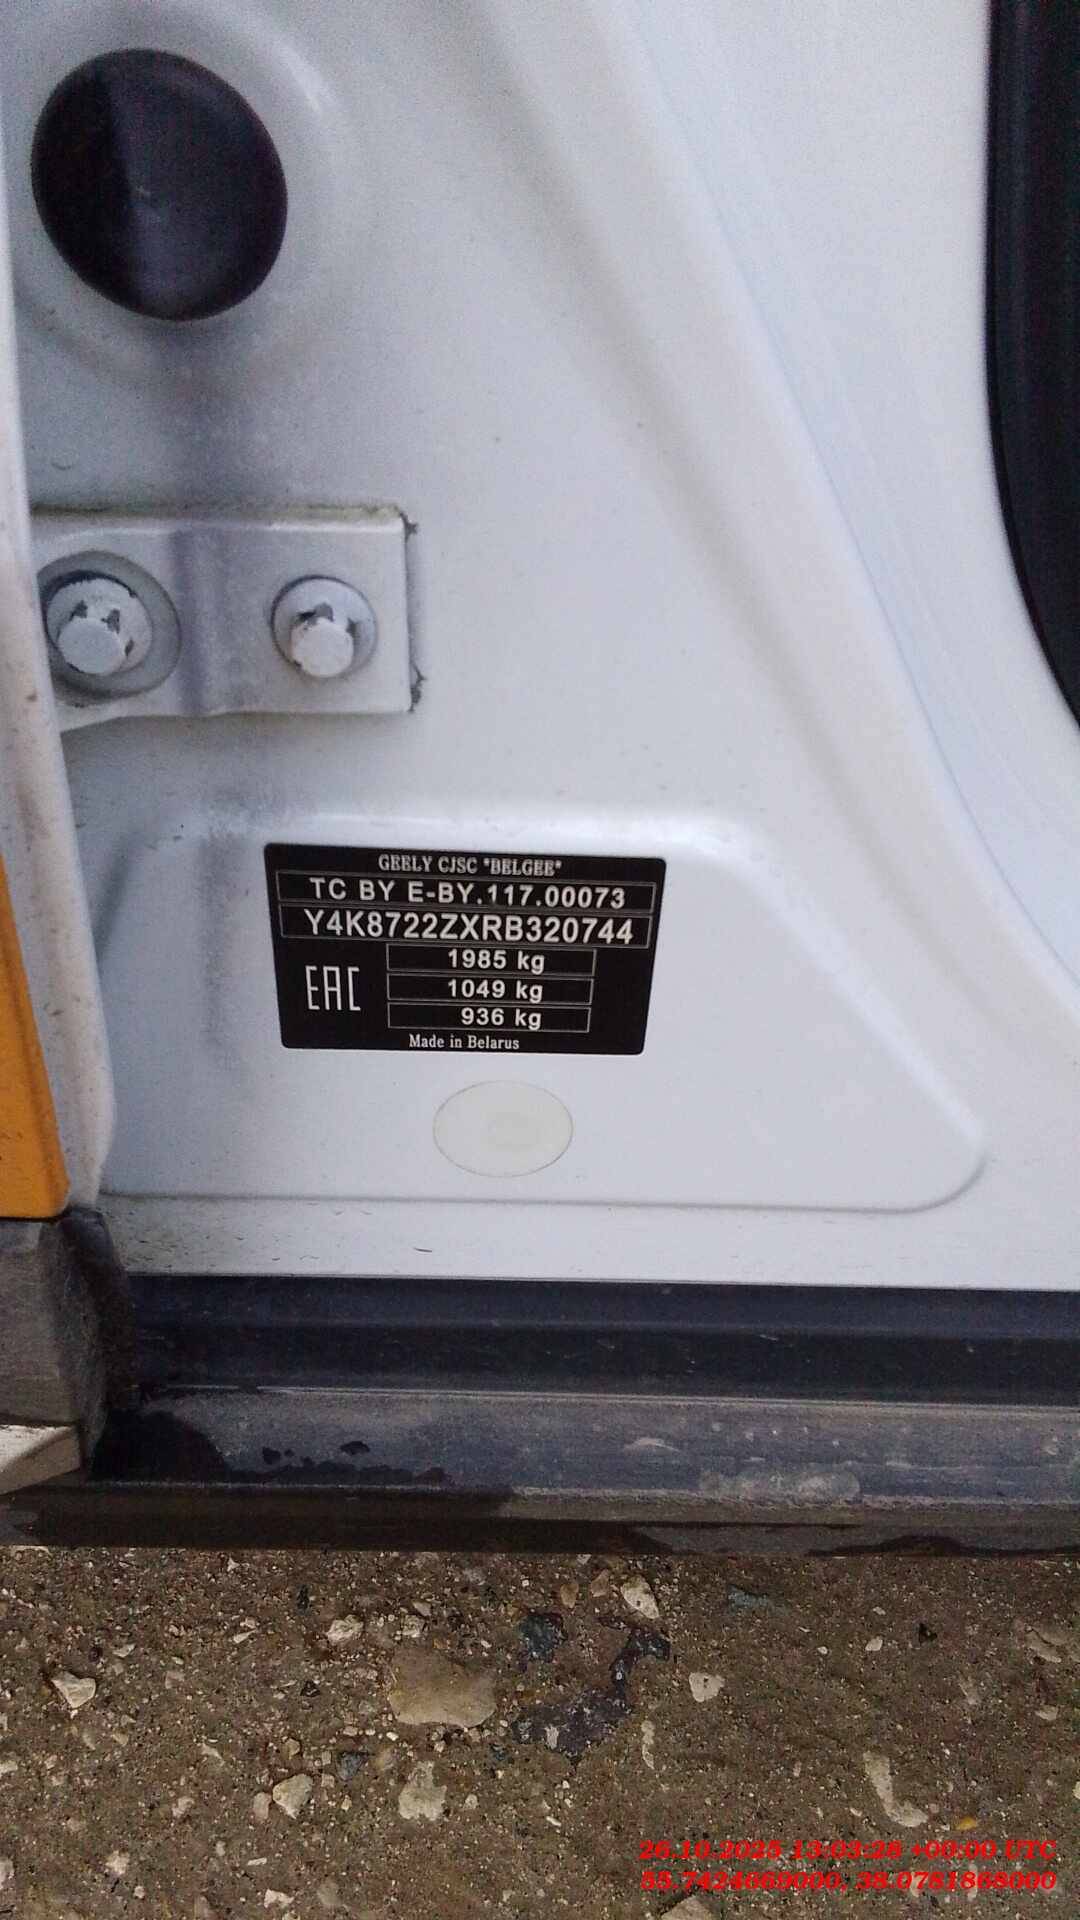 GEELY CJSC "BELGEE"
TC BY E-BY.117.00073
Y4K8722ZXRB320744
1985 kg
EAC
1049 kg
936 kg
Made in Belarus
26.10.2025 13:03:28 +00:00 UTC
55.7424669000, 38.0781868000